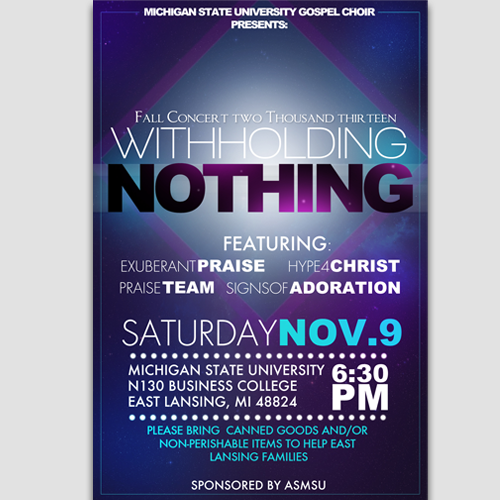 MICHIGAN STATE UNIVERSITY GOSPEL CHOIR
PRESENTS:
FALL CONCERT TWO THOUSAND THIRTEEN
WITHHOLDING
NOTHING
FEATURING:
EXUBERANTPRAISE HYPE4CHRIST
PRAISETEAM SIGNSOFADORATION
SATURDAYNOV.9
MICHIGAN STATE UNIVERSITY
N130 BUSINESS COLLEGE
EAST LANSING, MI 48824
6:30
PM
PLEASE BRING CANNED GOODS AND/OR
NON-PERISHABLE ITEMS TO HELP EAST
LANSING FAMILIES
SPONSORED BY ASMSU